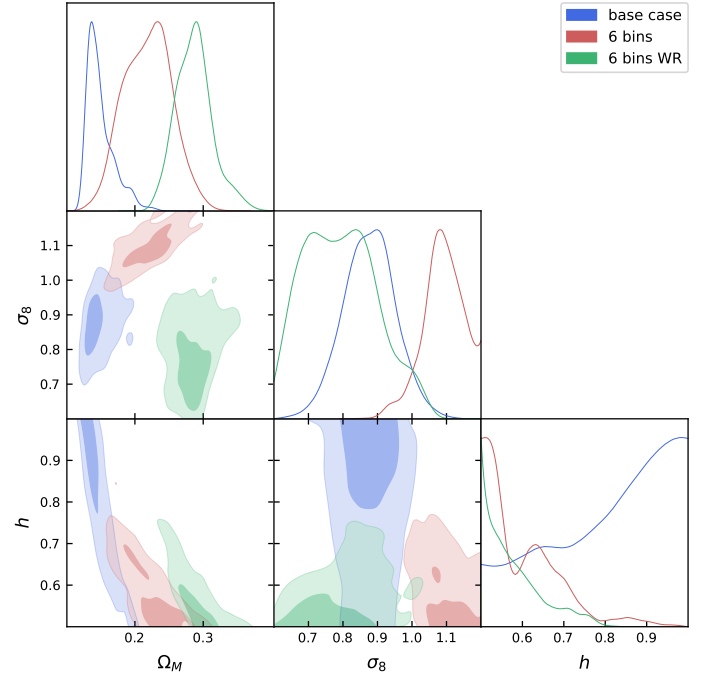 base case
6 bins
6 bins WR
1.1
1.0
0.9
0.8
0.7
σ₈
0.9
0.8
0.7
0.6
h
0.2 0.3
0.7 0.8 0.9 1.0 1.1
0.6 0.7 0.8 0.9
Ω_M σ₈ h